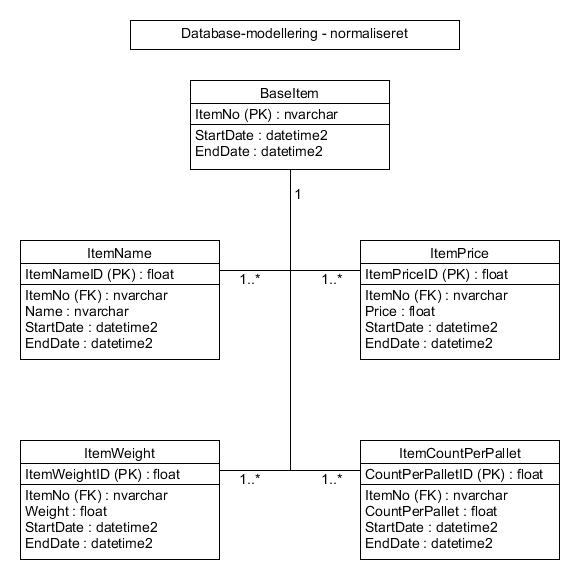 Database-modellering - normaliseret
BaseItem
ItemNo (PK) : nvarchar
StartDate : datetime2
EndDate : datetime2
1
ItemName
ItemNameID (PK) : float
ItemNo (FK) : nvarchar
Name : nvarchar
StartDate : datetime2
EndDate : datetime2
1..*
1..*
ItemPrice
ItemPriceID (PK) : float
ItemNo (FK) : nvarchar
Price : float
StartDate : datetime2
EndDate : datetime2
ItemWeight
ItemWeightID (PK) : float
ItemNo (FK) : nvarchar
Weight : float
StartDate : datetime2
EndDate : datetime2
1..*
1..*
ItemCountPerPallet
CountPerPalletID (PK) : float
ItemNo (FK) : nvarchar
CountPerPallet : float
StartDate : datetime2
EndDate : datetime2